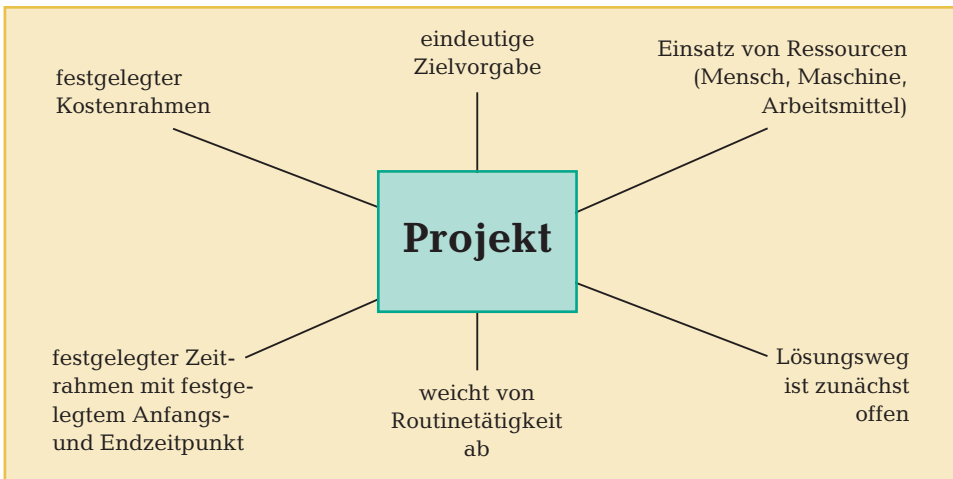 festgelegter
Kostenrahmen
eindeutige
Zielvorgabe
Einsatz von Ressourcen
(Mensch, Maschine,
Arbeitsmittel)
Projekt
festgelegter Zeit-
rahmen mit festge-
legtem Anfangs-
und Endzeitpunkt
weicht von
Routinetätigkeit
ab
Lösungsweg
ist zunächst
offen